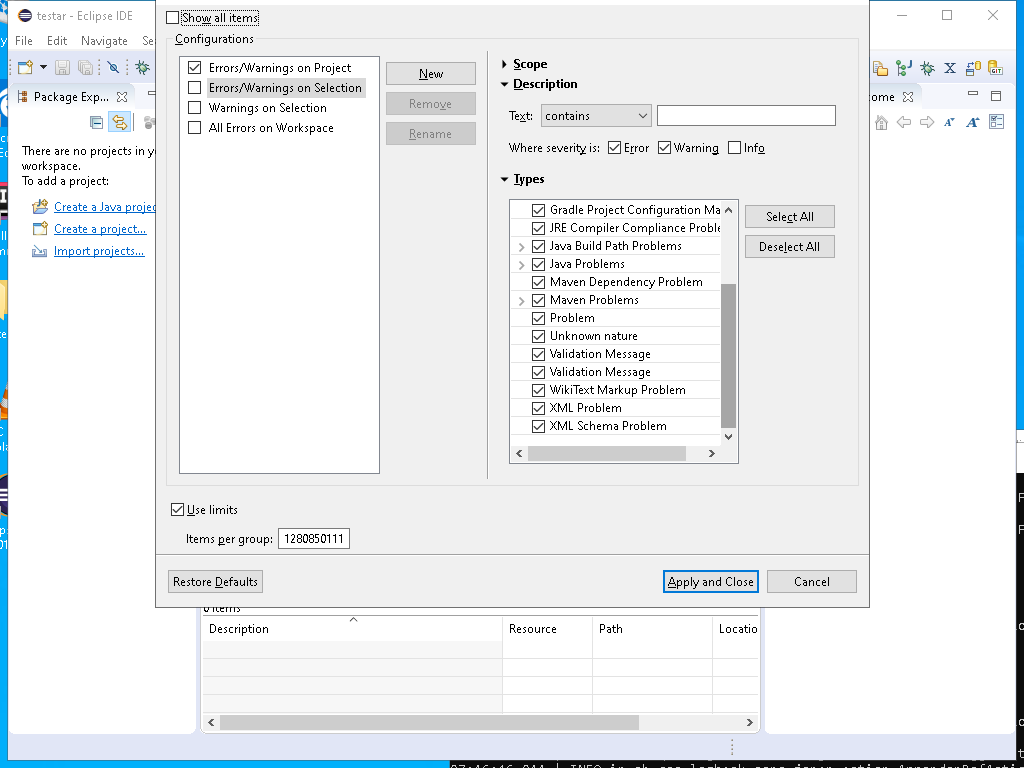 testar - Eclipse IDE
File Edit Navigate Se
Package Exp...
There are no projects in y
workspace.
To add a project:
Create a Java projec
Create a project...
Import projects...
Show all items
Configurations
Errors/Warnings on Project
Errors/Warnings on Selection
Warnings on Selection
All Errors on Workspace
New
Remove
Rename
Scope
Description
Text: contains
Where severity is: Error Warning Info
Types
Gradle Project Configuration Ma
JRE Compiler Compliance Proble
Java Build Path Problems
Java Problems
Maven Dependency Problem
Maven Problems
Problem
Unknown nature
Validation Message
Validation Message
WikiText Markup Problem
XML Problem
XML Schema Problem
Select All
Deselect All
Use limits
Items per group: 1280850111
Restore Defaults
Apply and Close
Cancel
ome
0 items
Description Resource Path Locatio